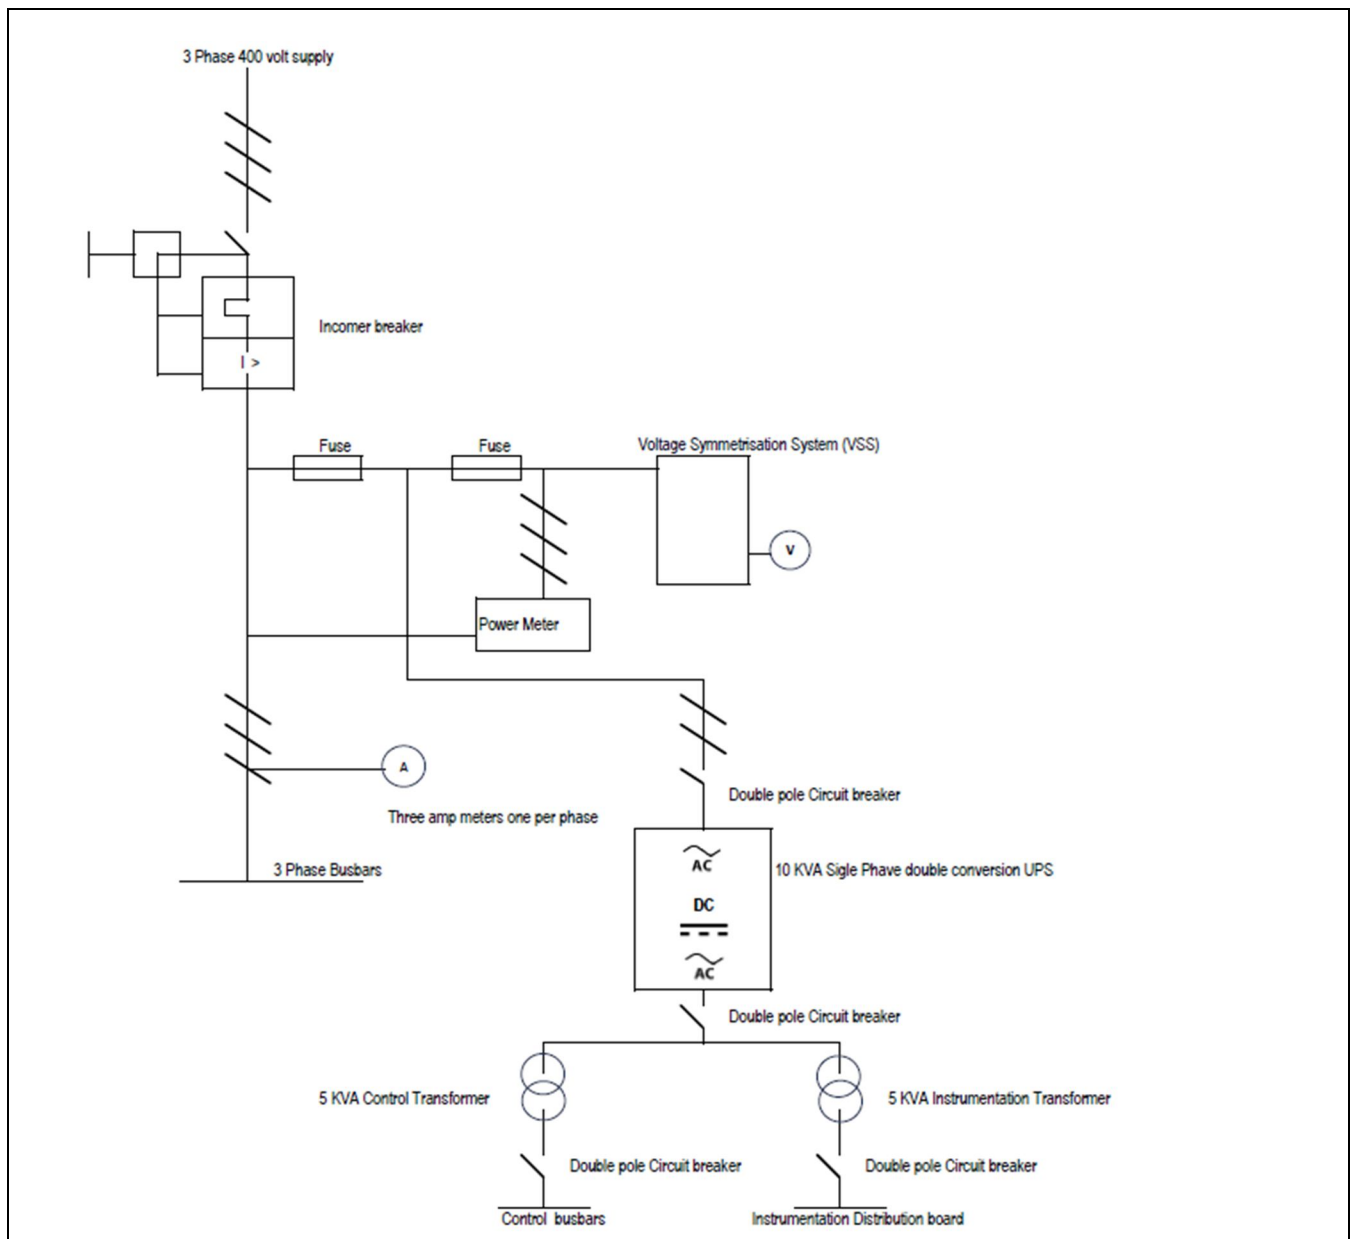 3 Phase 400 volt supply
Incomer breaker
I >
Fuse
Fuse
Voltage Symmetrisation System (VSS)
V
Power Meter
A
Double pole Circuit breaker
Three amp meters one per phase
3 Phase Busbars
AC
10 KVA Sigle Phave double conversion UPS
DC
AC
Double pole Circuit breaker
5 KVA Control Transformer
5 KVA Instrumentation Transformer
Double pole Circuit breaker
Double pole Circuit breaker
Control busbars
Instrumentation Distribution board